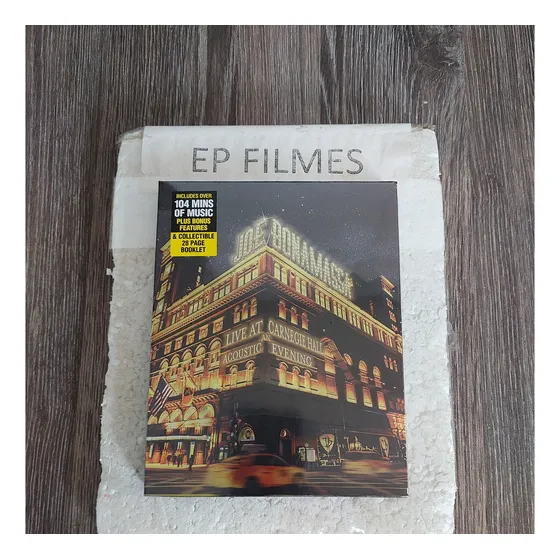 EP FILMES
INCLUDES OVER
104 MINS
OF MUSIC
PLUS BONUS
FEATURES
& COLLECTIBLE
28 PAGE
BOOKLET
JOE BONAMASSA
LIVE AT CARNEGIE HALL
AN
ACOUSTIC EVENING